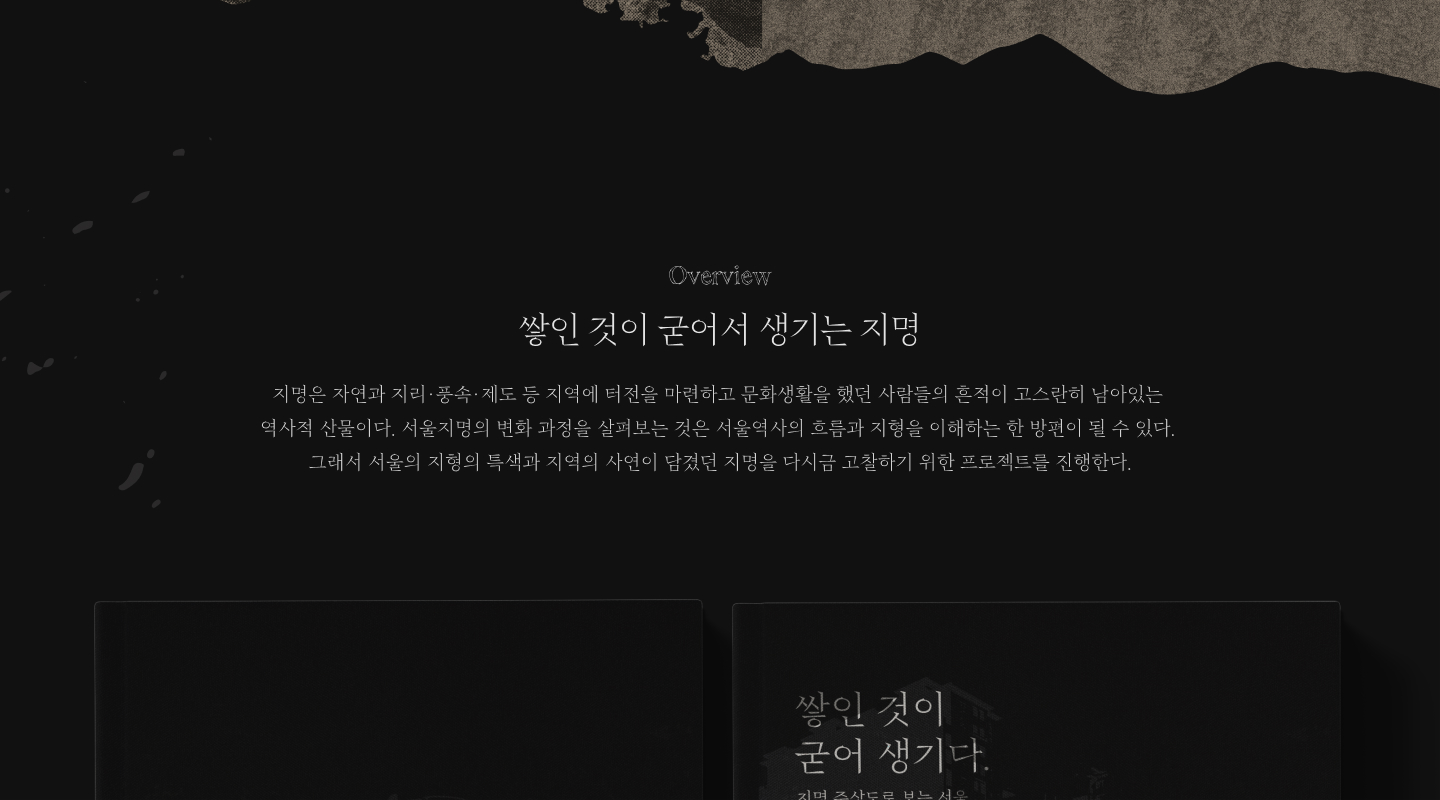 Overview
쌓인 것이 굳어서 생기는 지명
지명은 자연과 지리·풍속·제도 등 지역에 터전을 마련하고 문화생활을 했던 사람들의 흔적이 고스란히 남아있는
역사적 산물이다. 서울지명의 변화 과정을 살펴보는 것은 서울역사의 흐름과 지형을 이해하는 한 방편이 될 수 있다.
그래서 서울의 지형의 특색과 지역의 사연이 담겼던 지명을 다시금 고찰하기 위한 프로젝트를 진행한다.
쌓인 것이
굳어 생기다.
지명 주상도로 보는 서울